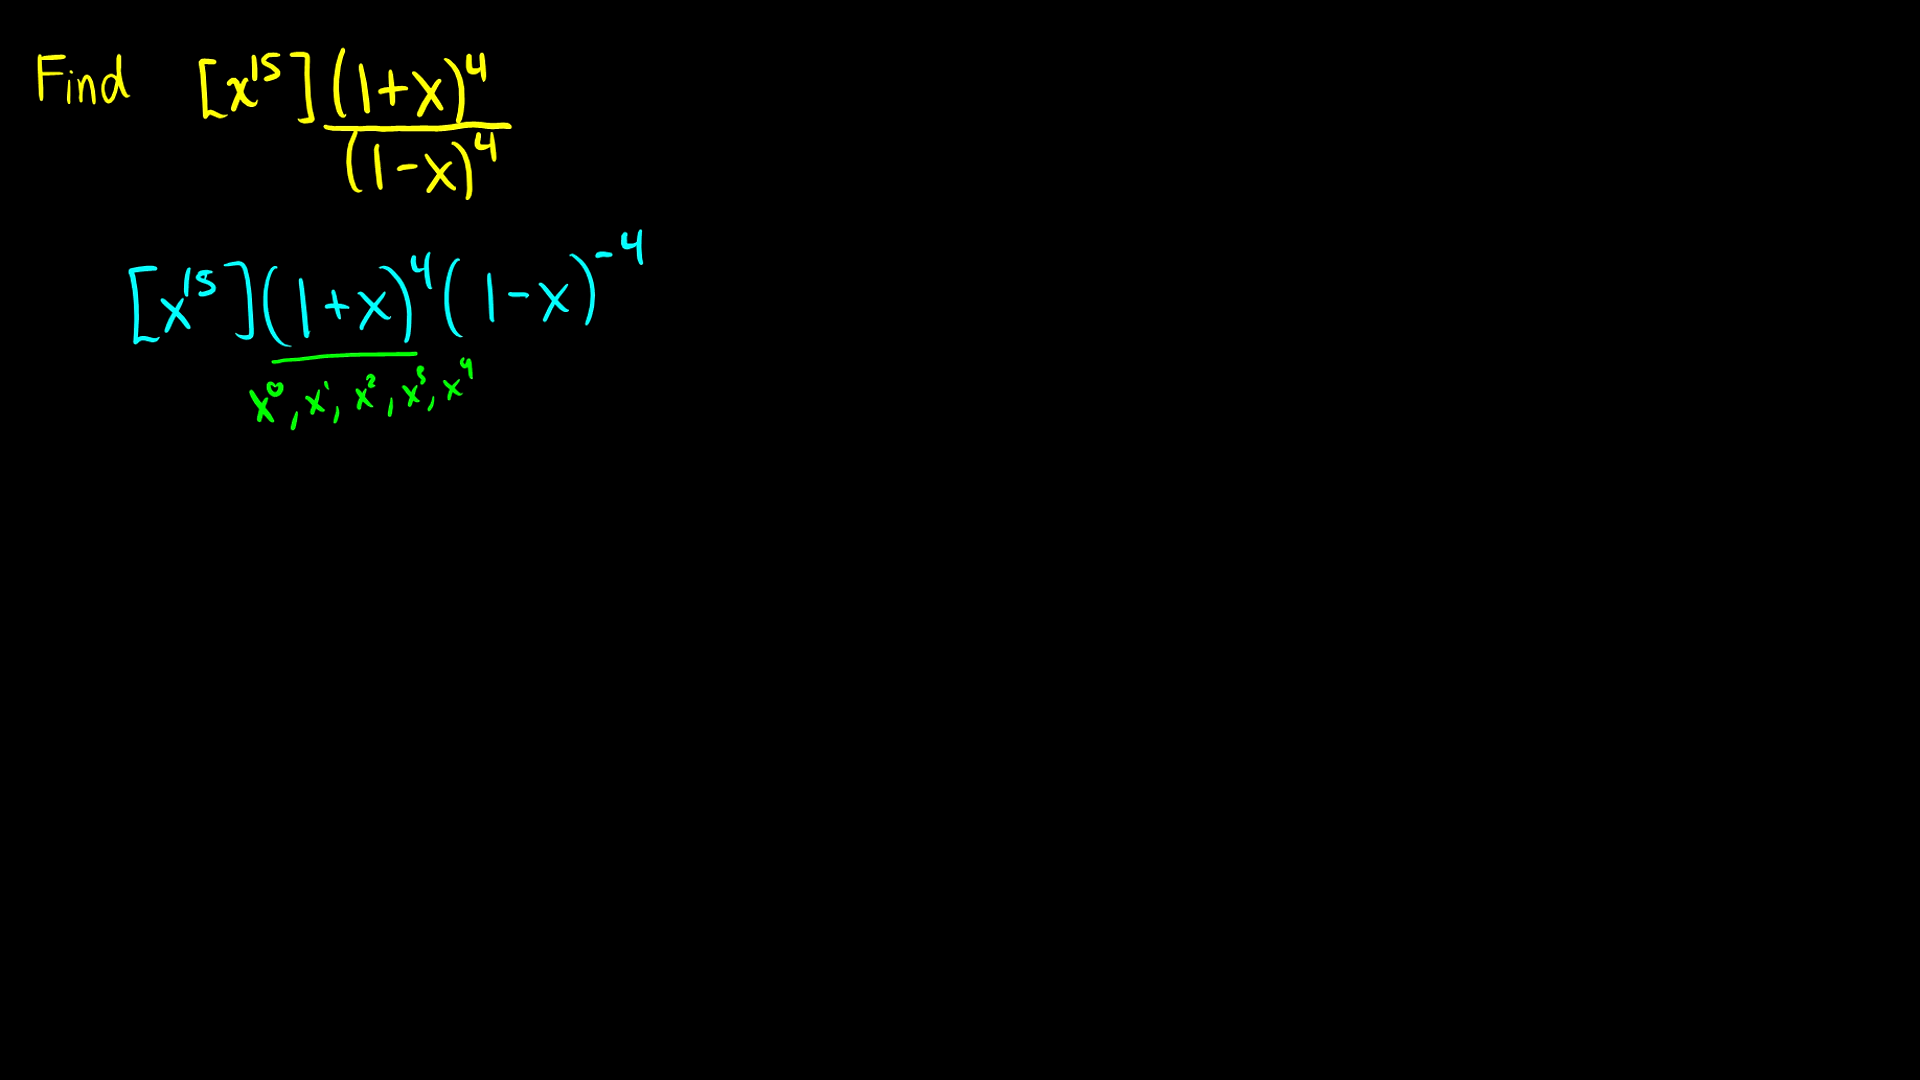 Find [x^15] (1+x)^4 / (1-x)^4
[x^15](1+x)^4(1-x)^-4
x^0, x^1, x^2, x^3, x^4